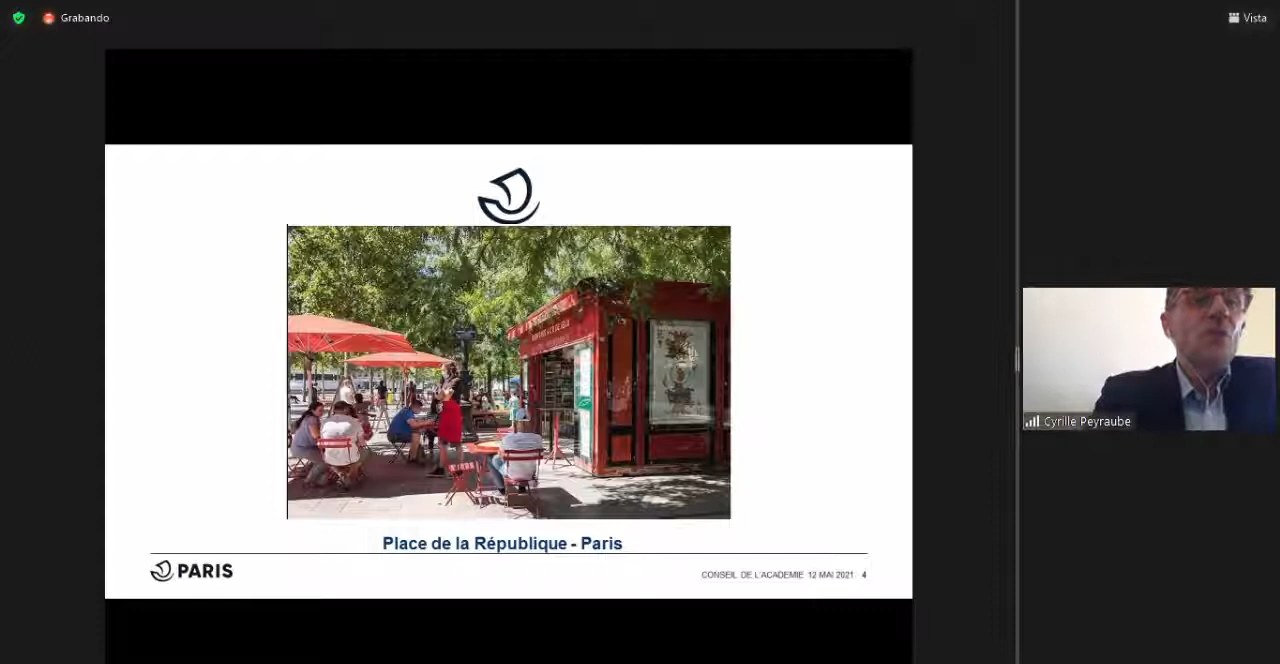 Grabando
Vista
Place de la République - Paris
PARIS
CONSEIL DE L'ACADEMIE 12 MAI 2021 4
Cyrille Peyraube